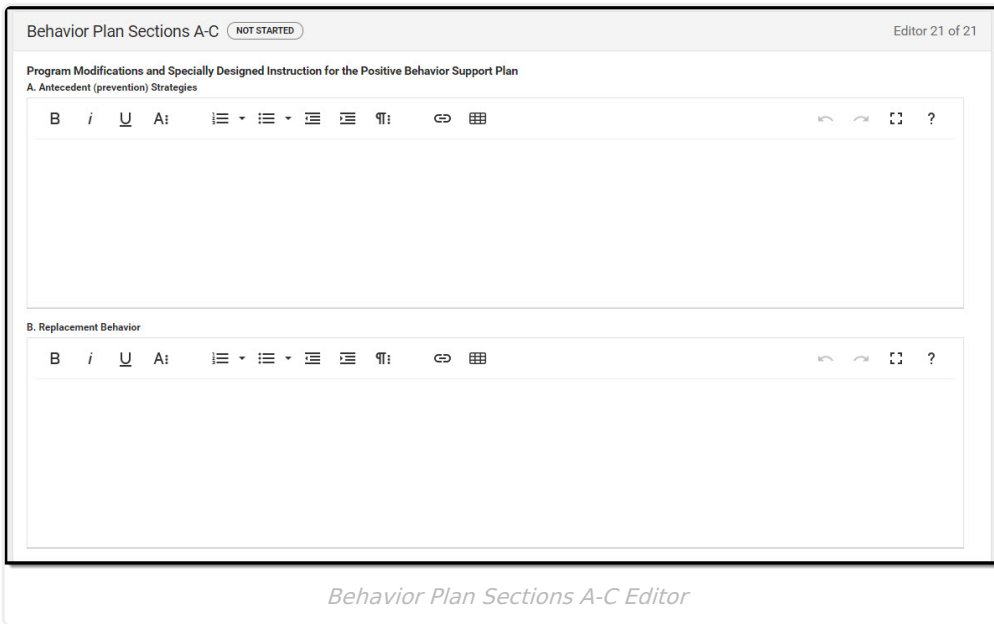 Behavior Plan Sections A-C NOT STARTED Editor 21 of 21
Program Modifications and Specially Designed Instruction for the Positive Behavior Support Plan
A. Antecedent (prevention) Strategies
B i U A ?
B. Replacement Behavior
B i U A ?
Behavior Plan Sections A-C Editor